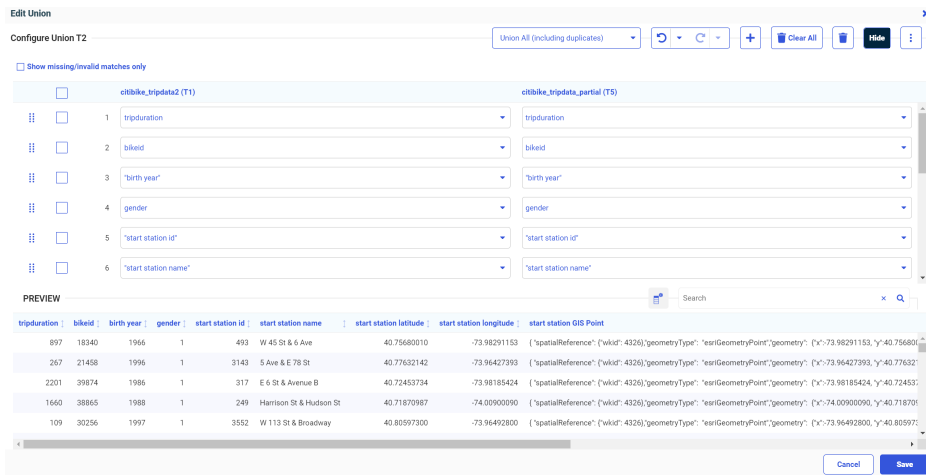 Edit Union
Configure Union T2
Union All (including duplicates)
Clear All
Hide
Show missing/invalid matches only
citibike_tripdata2 (T1) citibike_tripdata_partial (T5)
1 tripduration tripduration
2 bikeid bikeid
3 "birth year" "birth year"
4 gender gender
5 "start station id" "start station id"
6 "start station name" "start station name"
PREVIEW
Search
tripduration bikeid birth year gender start station id start station name start station latitude start station longitude start station GIS Point
897 18340 1966 1 493 W 45 St & 6 Ave 40.75680010 -73.98291153 { "spatialReference": {"wkid": 4326},"geometryType": "esriGeometryPoint","geometry": {"x":-73.98291153, "y":40.75680
267 21458 1996 1 3143 5 Ave & E 78 St 40.77632142 -73.96427393 { "spatialReference": {"wkid": 4326},"geometryType": "esriGeometryPoint","geometry": {"x":-73.96427393, "y":40.77632
2201 39874 1986 1 317 E 6 St & Avenue B 40.72453734 -73.98185424 { "spatialReference": {"wkid": 4326},"geometryType": "esriGeometryPoint","geometry": {"x":-73.98185424, "y":40.72453
1660 38865 1988 1 249 Harrison St & Hudson St 40.71870987 -74.00900090 { "spatialReference": {"wkid": 4326},"geometryType": "esriGeometryPoint","geometry": {"x":-74.00900090, "y":40.71870
109 30256 1997 1 3552 W 113 St & Broadway 40.80597300 -73.96492800 { "spatialReference": {"wkid": 4326},"geometryType": "esriGeometryPoint","geometry": {"x":-73.96492800, "y":40.80597
Cancel
Save